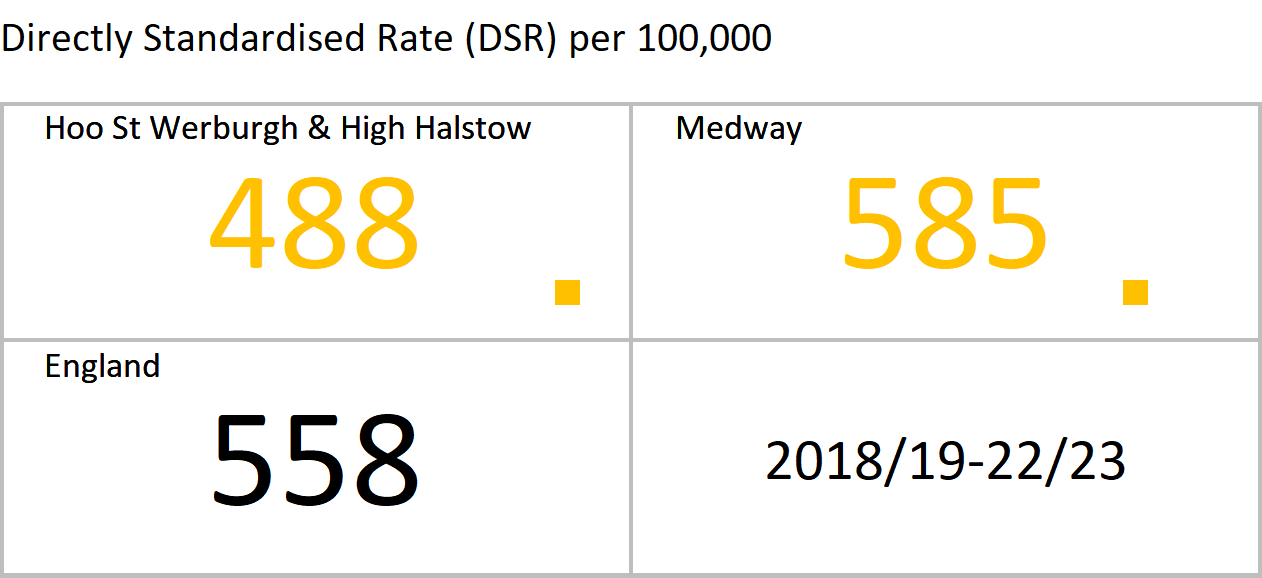 Directly Standardised Rate (DSR) per 100,000
Hoo St Werburgh & High Halstow
488
Medway
585
England
558
2018/19-22/23